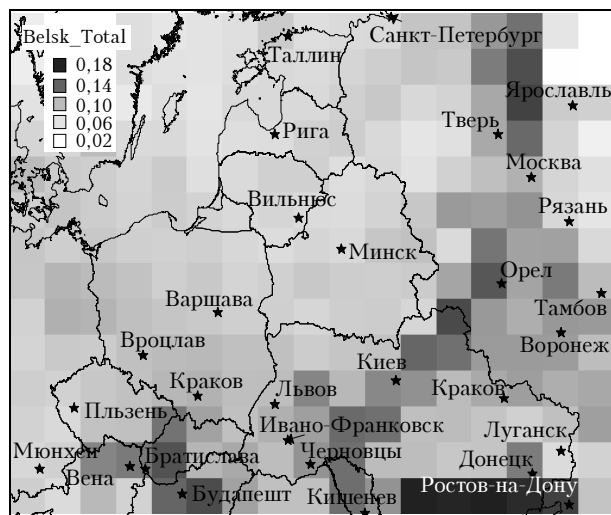 Belsk_Total
0,18
0,14
0,10
0,06
0,02
Санкт-Петербург
Таллин
Ярославль
Рига
Тверь
Москва
Вильнюс
Рязань
Минск
Орел
Варшава
Тамбов
Воронеж
Вроцлав
Киев
Краков
Львов
Краков
Пльзень
Ивано-Франковск
Луганск
Мюнхен
Братислава
Черновцы
Донецк
Вена
Будапешт
Кишенев
Ростов-на-Дону